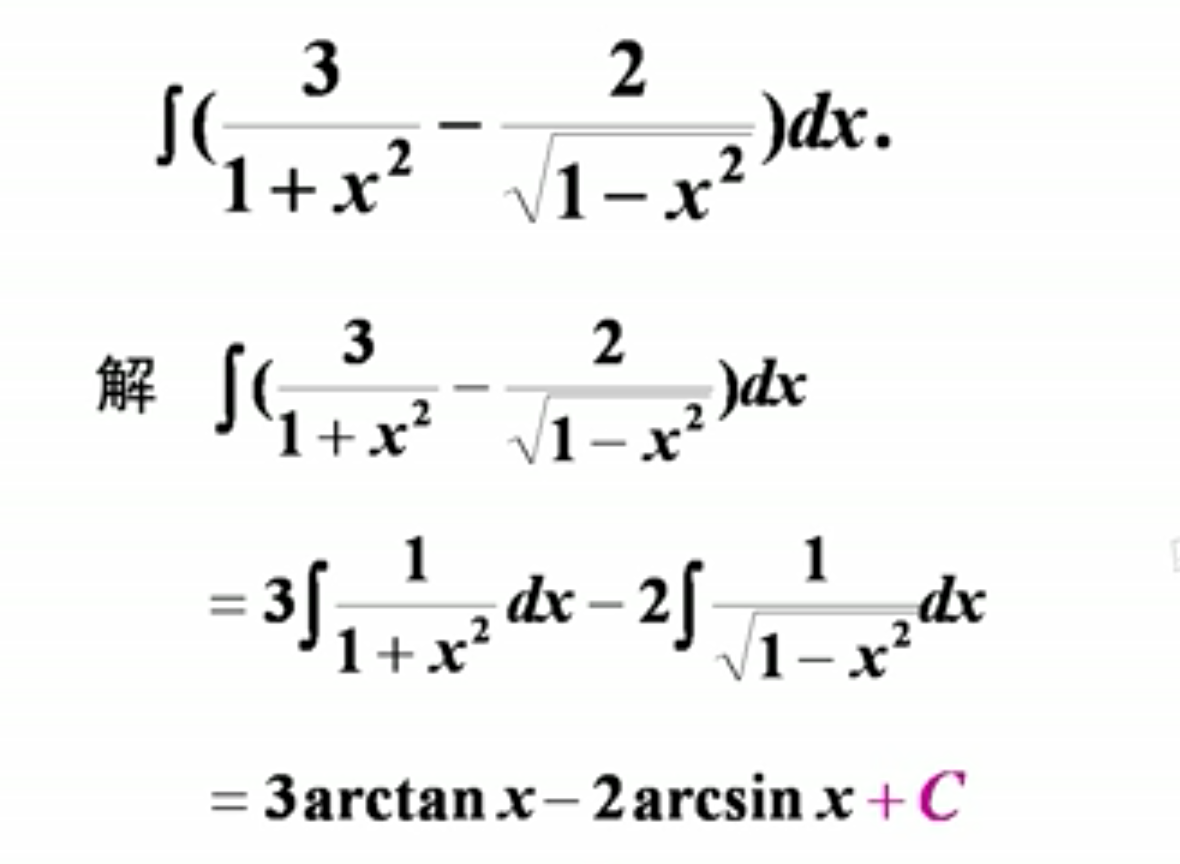 ∫(3/(1+x²) − 2/√(1−x²))dx.
解 ∫(3/(1+x²) − 2/√(1−x²))dx
= 3∫1/(1+x²) dx − 2∫1/√(1−x²) dx
= 3arctan x − 2arcsin x + C